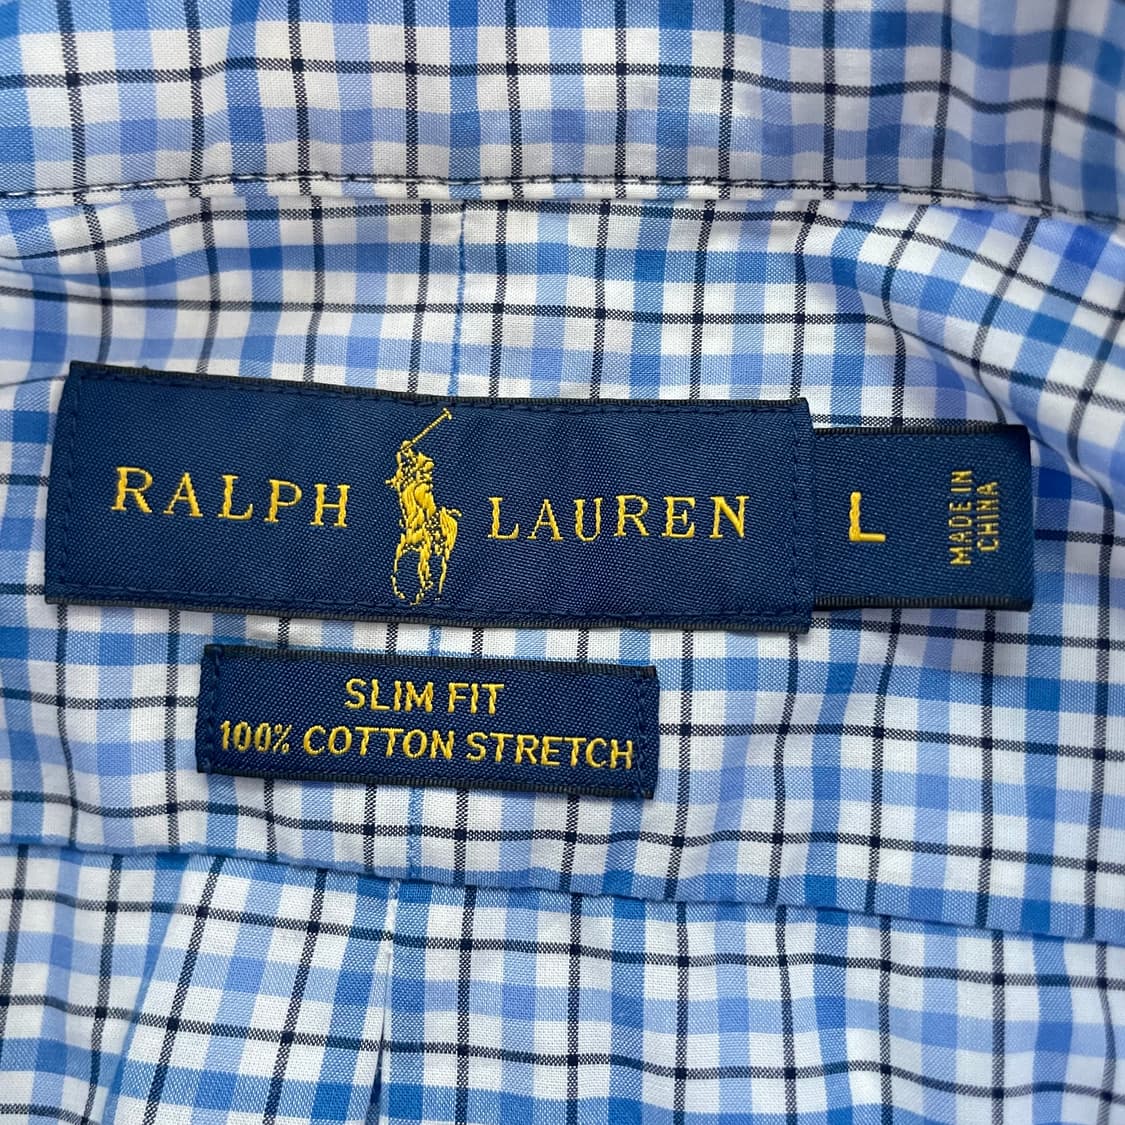 RALPH LAUREN
L
MADE IN
CHINA
SLIM FIT
100% COTTON STRETCH